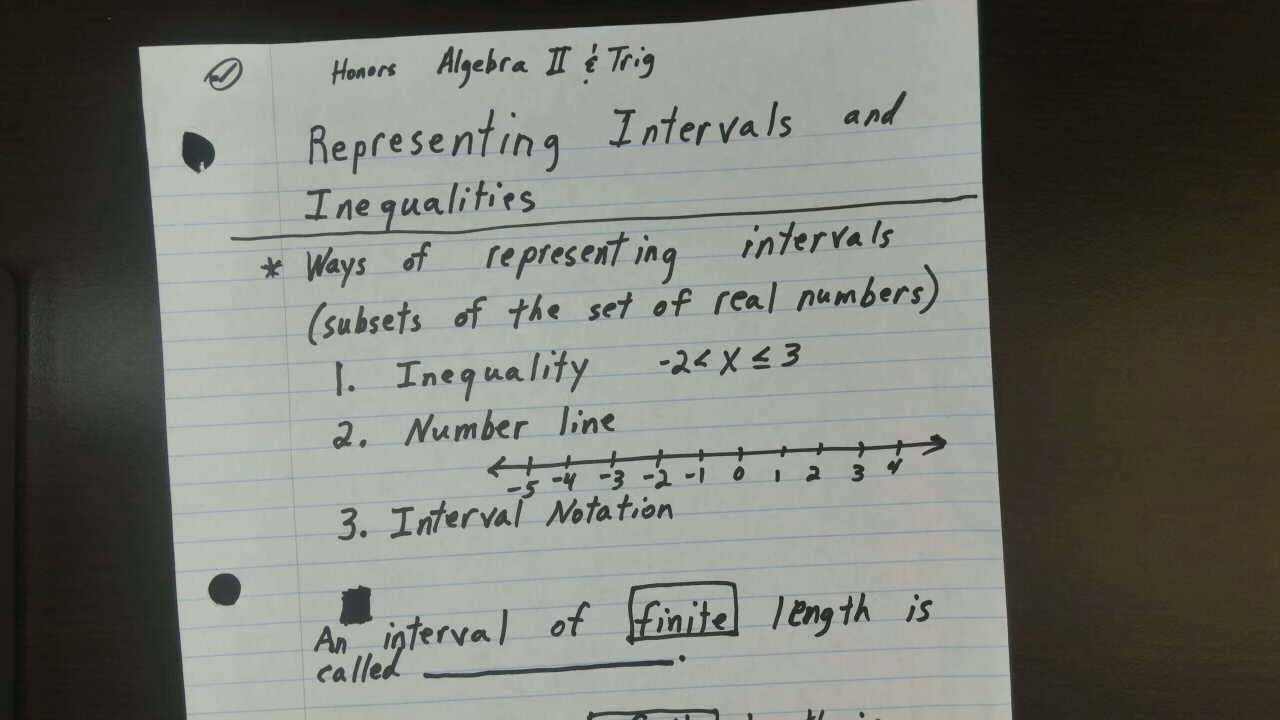 Honors Algebra II & Trig
Representing Intervals and
Inequalities
* Ways of representing intervals
(subsets of the set of real numbers)
1. Inequality -2 < X ≤ 3
2. Number line
-5 -4 -3 -2 -1 0 1 2 3 4
3. Interval Notation
An interval of finite length is
called ____________.